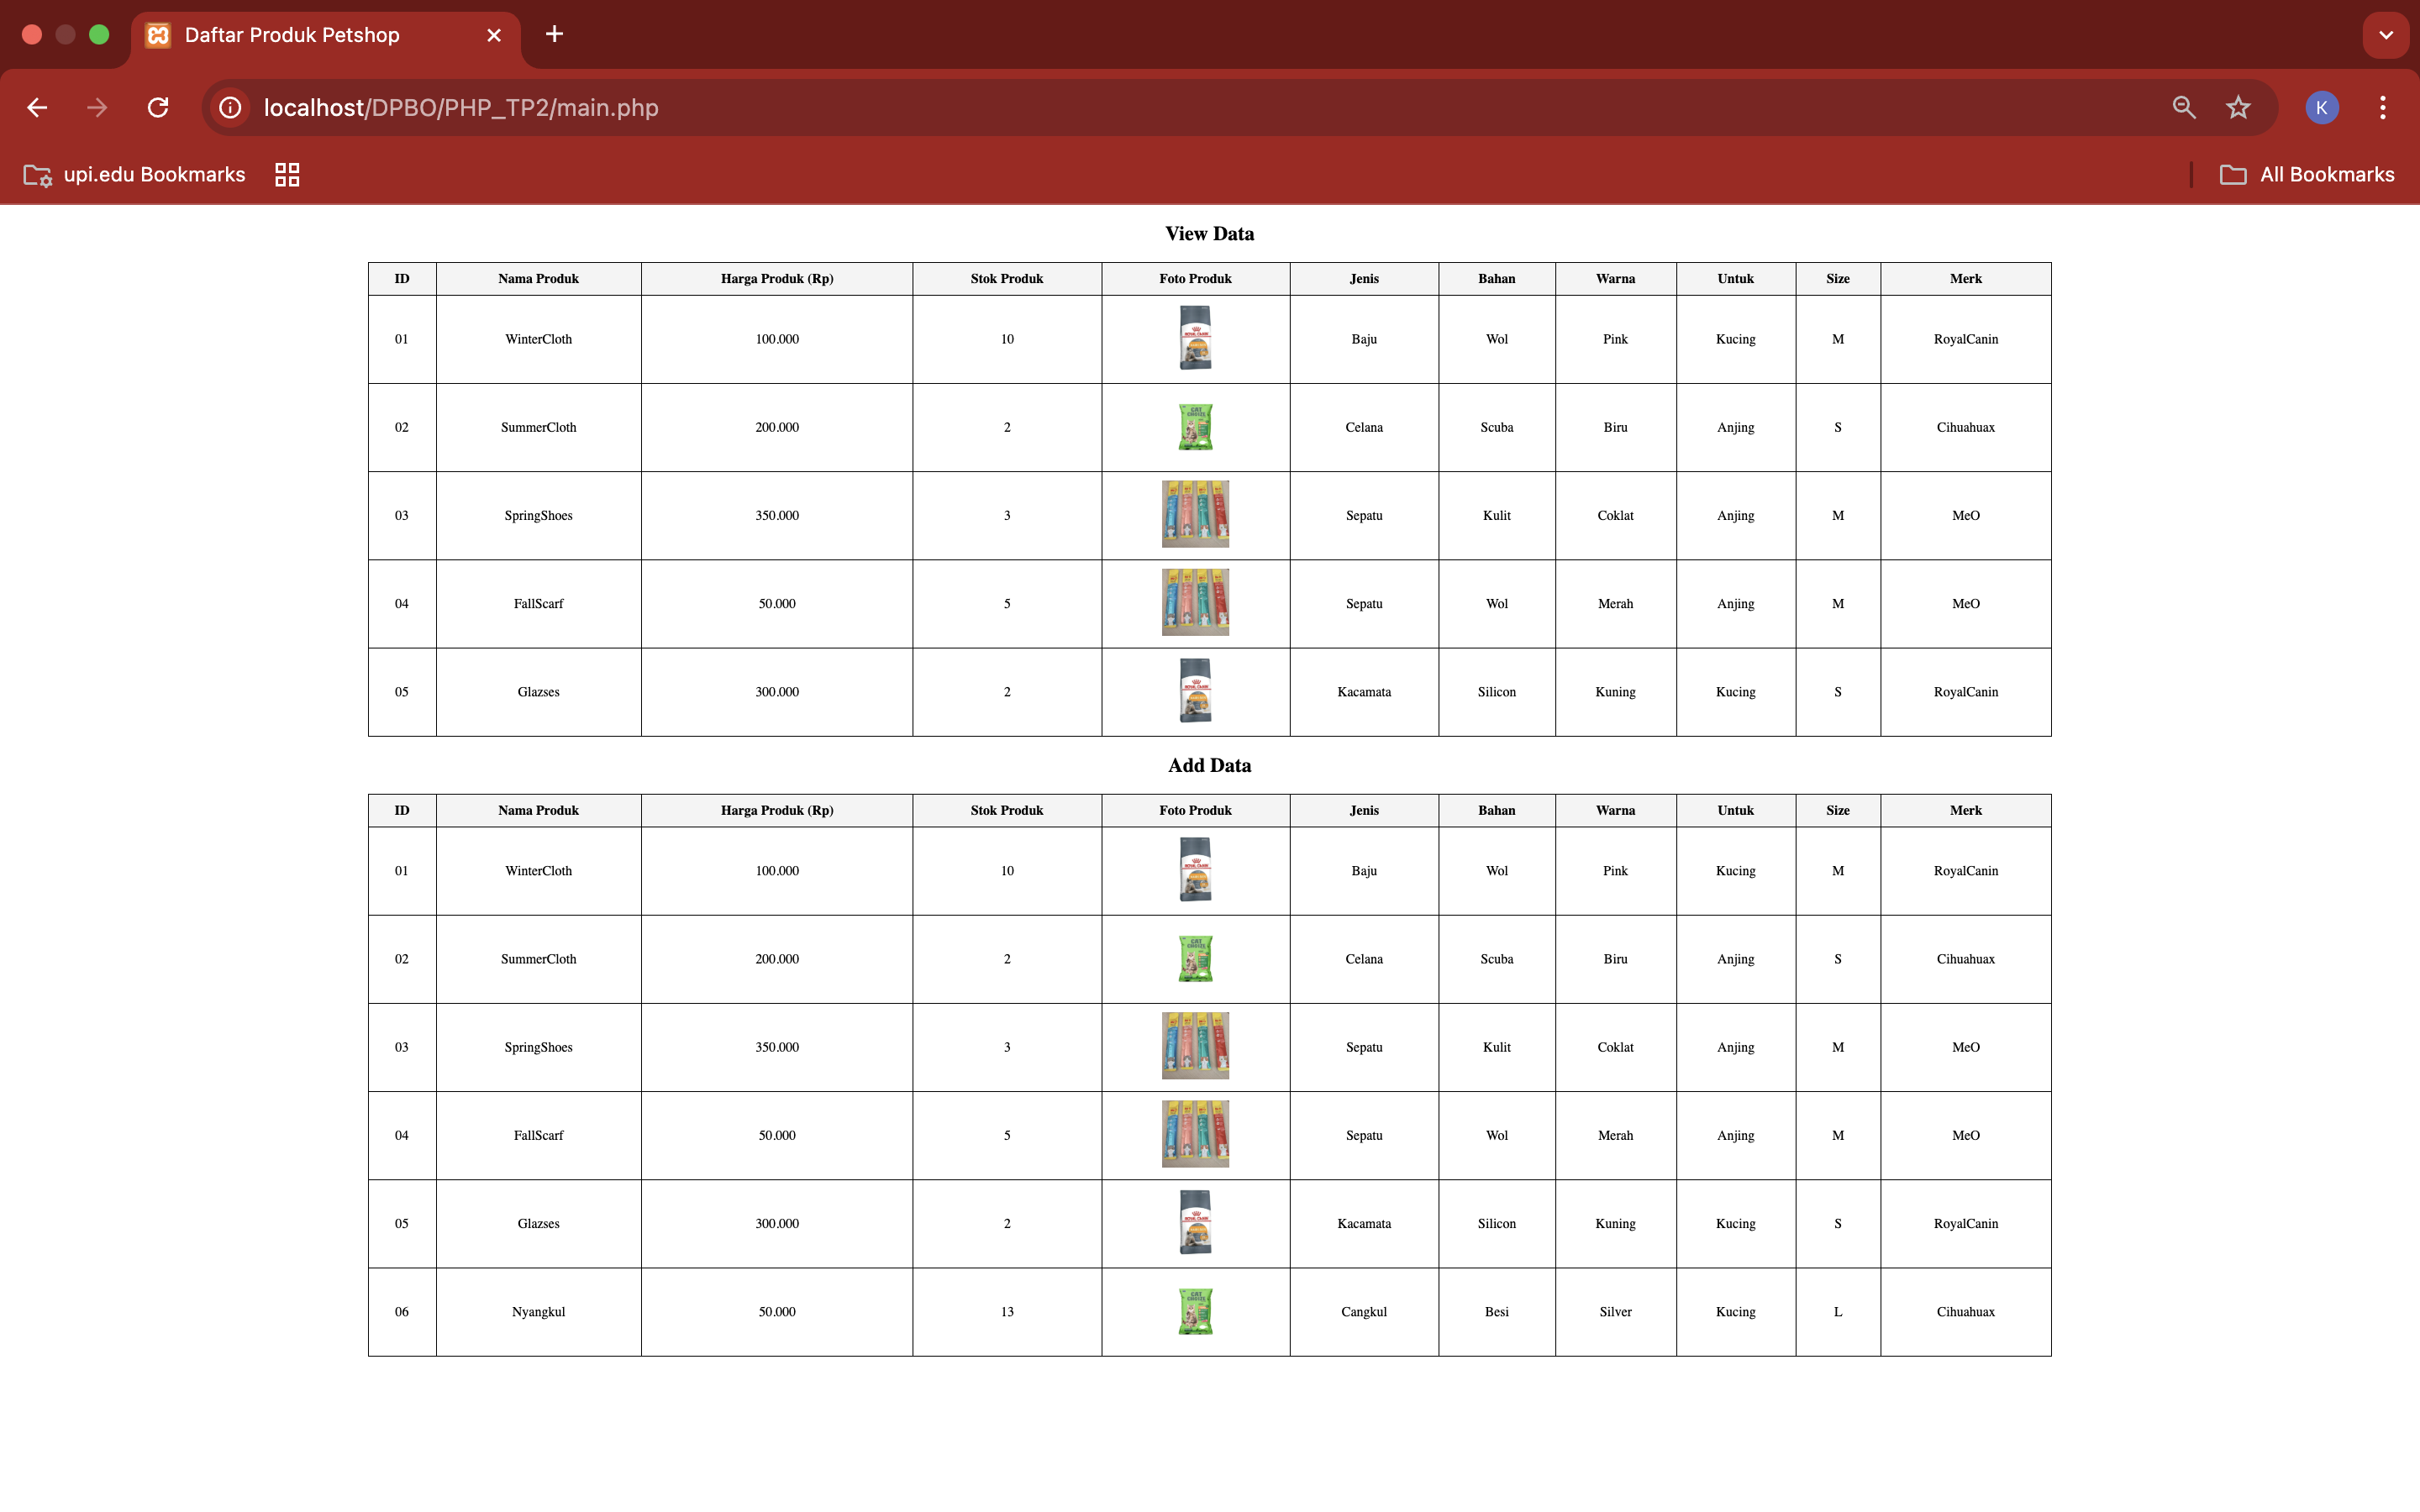 Daftar Produk Petshop
localhost/DPBO/PHP_TP2/main.php
K
upi.edu Bookmarks
All Bookmarks
View Data
ID Nama Produk Harga Produk (Rp) Stok Produk Foto Produk Jenis Bahan Warna Untuk Size Merk
01 WinterCloth 100.000 10 Baju Wol Pink Kucing M RoyalCanin
02 SummerCloth 200.000 2 Celana Scuba Biru Anjing S Cihuahuax
03 SpringShoes 350.000 3 Sepatu Kulit Coklat Anjing M MeO
04 FallScarf 50.000 5 Sepatu Wol Merah Anjing M MeO
05 Glazses 300.000 2 Kacamata Silicon Kuning Kucing S RoyalCanin
Add Data
ID Nama Produk Harga Produk (Rp) Stok Produk Foto Produk Jenis Bahan Warna Untuk Size Merk
01 WinterCloth 100.000 10 Baju Wol Pink Kucing M RoyalCanin
02 SummerCloth 200.000 2 Celana Scuba Biru Anjing S Cihuahuax
03 SpringShoes 350.000 3 Sepatu Kulit Coklat Anjing M MeO
04 FallScarf 50.000 5 Sepatu Wol Merah Anjing M MeO
05 Glazses 300.000 2 Kacamata Silicon Kuning Kucing S RoyalCanin
06 Nyangkul 50.000 13 Cangkul Besi Silver Kucing L Cihuahuax